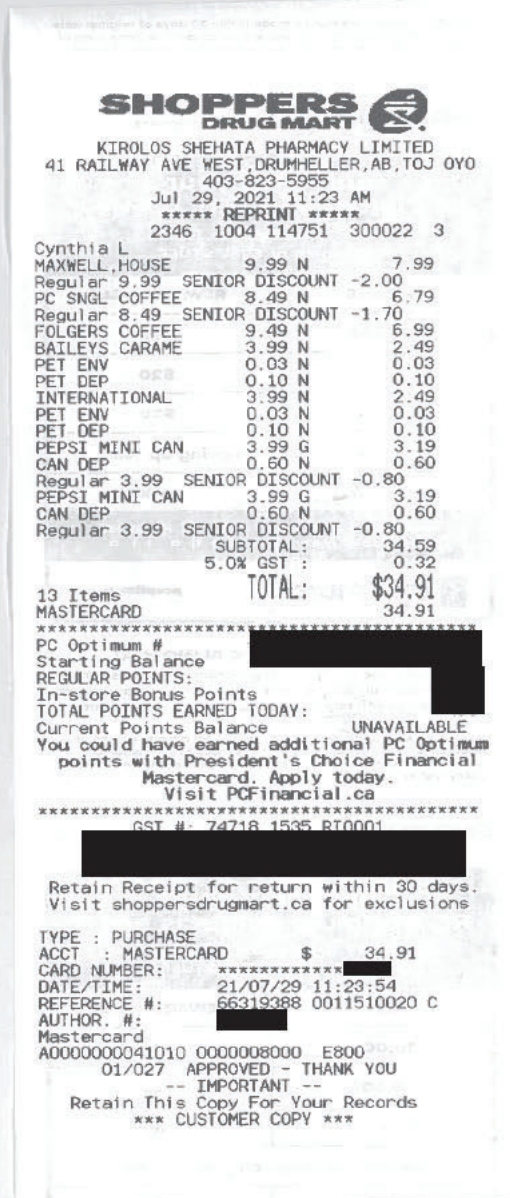 SHOPPERS
DRUG MART
KIROLOS SHEHATA PHARMACY LIMITED
41 RAILWAY AVE WEST,DRUMHELLER,AB,TOJ OYO
403-823-5955
Jul 29, 2021 11:23 AM
***** REPRINT *****
2346 1004 114751 300022 3
Cynthia L
MAXWELL,HOUSE 9.99 N 7.99
Regular 9.99 SENIOR DISCOUNT -2.00
PC SNGL COFFEE 8.49 N 6.79
Regular 8.49 SENIOR DISCOUNT -1.70
FOLGERS COFFEE 9.49 N 6.99
BAILEYS CARAME 3.99 N 2.49
PET ENV 0.03 N 0.03
PET DEP 0.10 N 0.10
INTERNATIONAL 3.99 N 2.49
PET ENV 0.03 N 0.03
PET DEP 0.10 N 0.10
PEPSI MINI CAN 3.99 G 3.19
CAN DEP 0.60 N 0.60
Regular 3.99 SENIOR DISCOUNT -0.80
PEPSI MINI CAN 3.99 G 3.19
CAN DEP 0.60 N 0.60
Regular 3.99 SENIOR DISCOUNT -0.80
SUBTOTAL: 34.59
5.0% GST : 0.32
13 Items TOTAL: $34.91
MASTERCARD 34.91
********************************************
PC Optimum #
Starting Balance
REGULAR POINTS:
In-store Bonus Points
TOTAL POINTS EARNED TODAY:
Current Points Balance UNAVAILABLE
You could have earned additional PC Optimum
points with President's Choice Financial
Mastercard. Apply today.
Visit PCFinancial.ca
********************************************
GST #: 74718 1535 RT0001
Retain Receipt for return within 30 days.
Visit shoppersdrugmart.ca for exclusions
TYPE : PURCHASE
ACCT : MASTERCARD $ 34.91
CARD NUMBER: ************
DATE/TIME: 21/07/29 11:23:54
REFERENCE #: 66319388 0011510020 C
AUTHOR. #:
Mastercard
A0000000041010 0000008000 E800
01/027 APPROVED - THANK YOU
-- IMPORTANT --
Retain This Copy For Your Records
*** CUSTOMER COPY ***